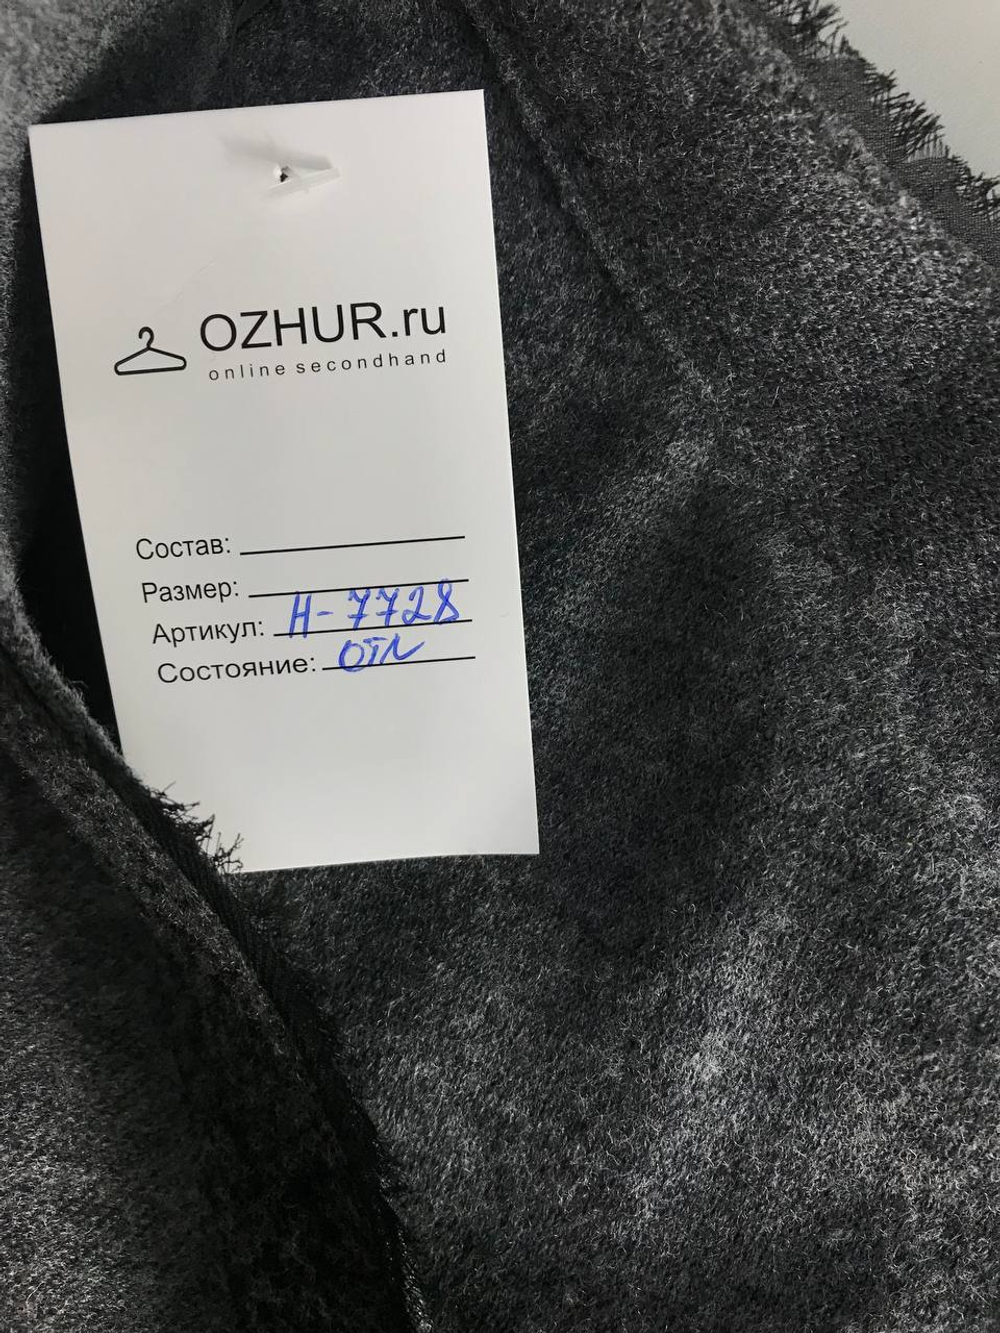 OZHUR.ru
online secondhand
Состав:
Размер:
Артикул: Н-7728
Состояние: отл